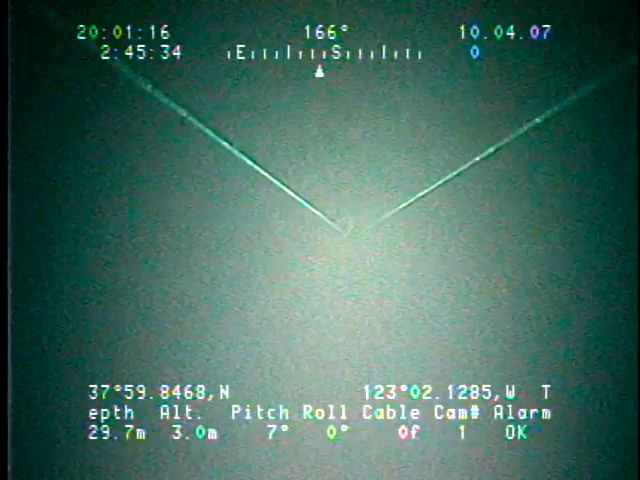 20:01:16 166° 10.04.07
2:45:34 E S 0
37°59.8468,N 123°02.1285,W T
epth Alt. Pitch Roll Cable Cam# Alarm
29.7m 3.0m 7° 0° 0f 1 OK